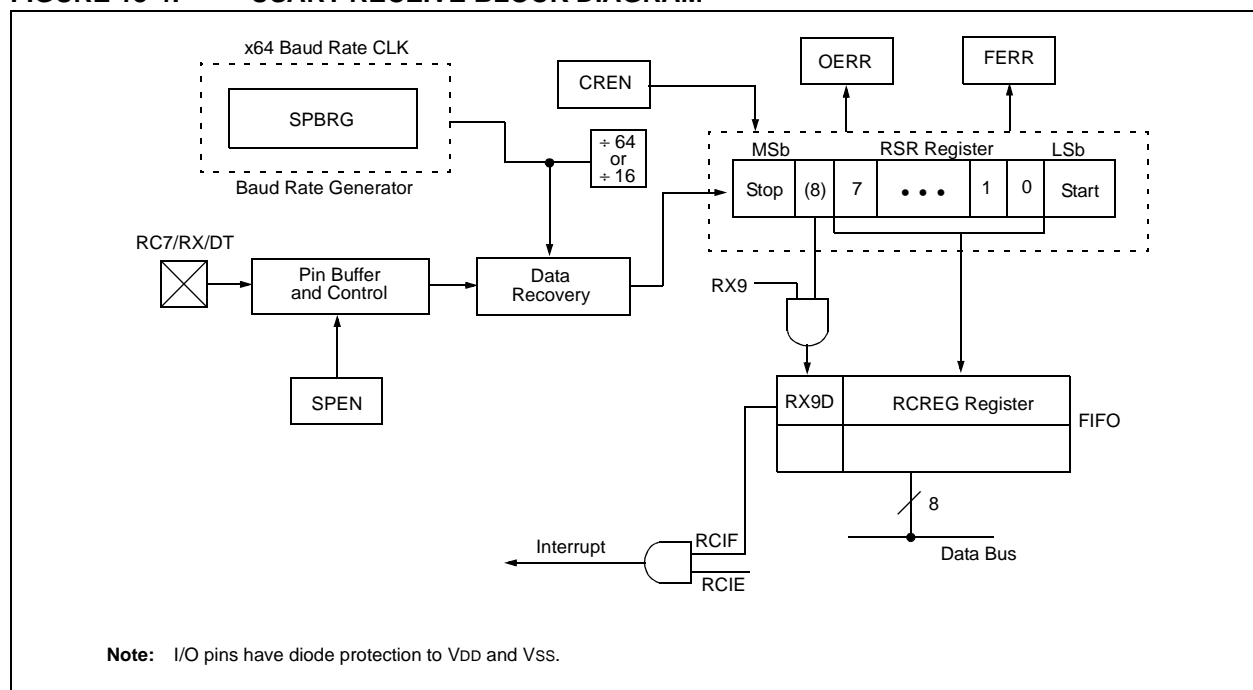 x64 Baud Rate CLK
SPBRG
Baud Rate Generator
CREN
OERR
FERR
÷ 64
or
÷ 16
MSb
RSR Register
LSb
Stop
(8)
7
• • •
1
0
Start
RC7/RX/DT
Pin Buffer
and Control
Data
Recovery
RX9
SPEN
RX9D
RCREG Register
FIFO
8
Data Bus
Interrupt
RCIF
RCIE
Note: I/O pins have diode protection to VDD and VSS.